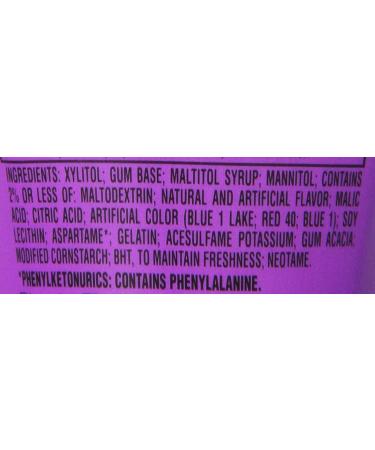 INGREDIENTS: XYLITOL; GUM BASE; MALTITOL SYRUP; MANNITOL; CONTAINS
2% OR LESS OF: MALTODEXTRIN; NATURAL AND ARTIFICIAL FLAVOR; MALIC
ACID; CITRIC ACID; ARTIFICIAL COLOR (BLUE 1 LAKE; RED 40; BLUE 1); SOY
LECITHIN; ASPARTAME*; GELATIN; ACESULFAME POTASSIUM; GUM ACACIA;
MODIFIED CORNSTARCH; BHT, TO MAINTAIN FRESHNESS; NEOTAME.
*PHENYLKETONURICS: CONTAINS PHENYLALANINE.